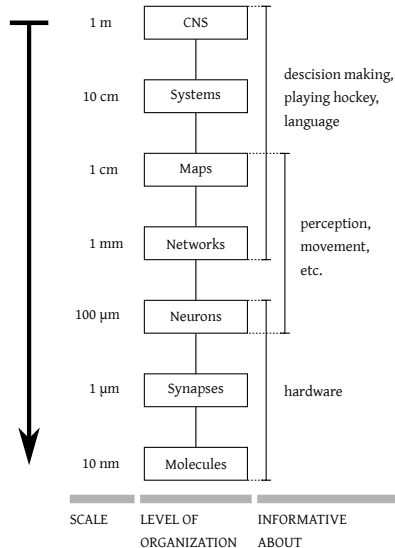 1 m
CNS
10 cm
Systems
descision making,
playing hockey,
language
1 cm
Maps
1 mm
Networks
perception,
movement,
etc.
100 μm
Neurons
1 μm
Synapses
hardware
10 nm
Molecules
SCALE
LEVEL OF
ORGANIZATION
INFORMATIVE
ABOUT